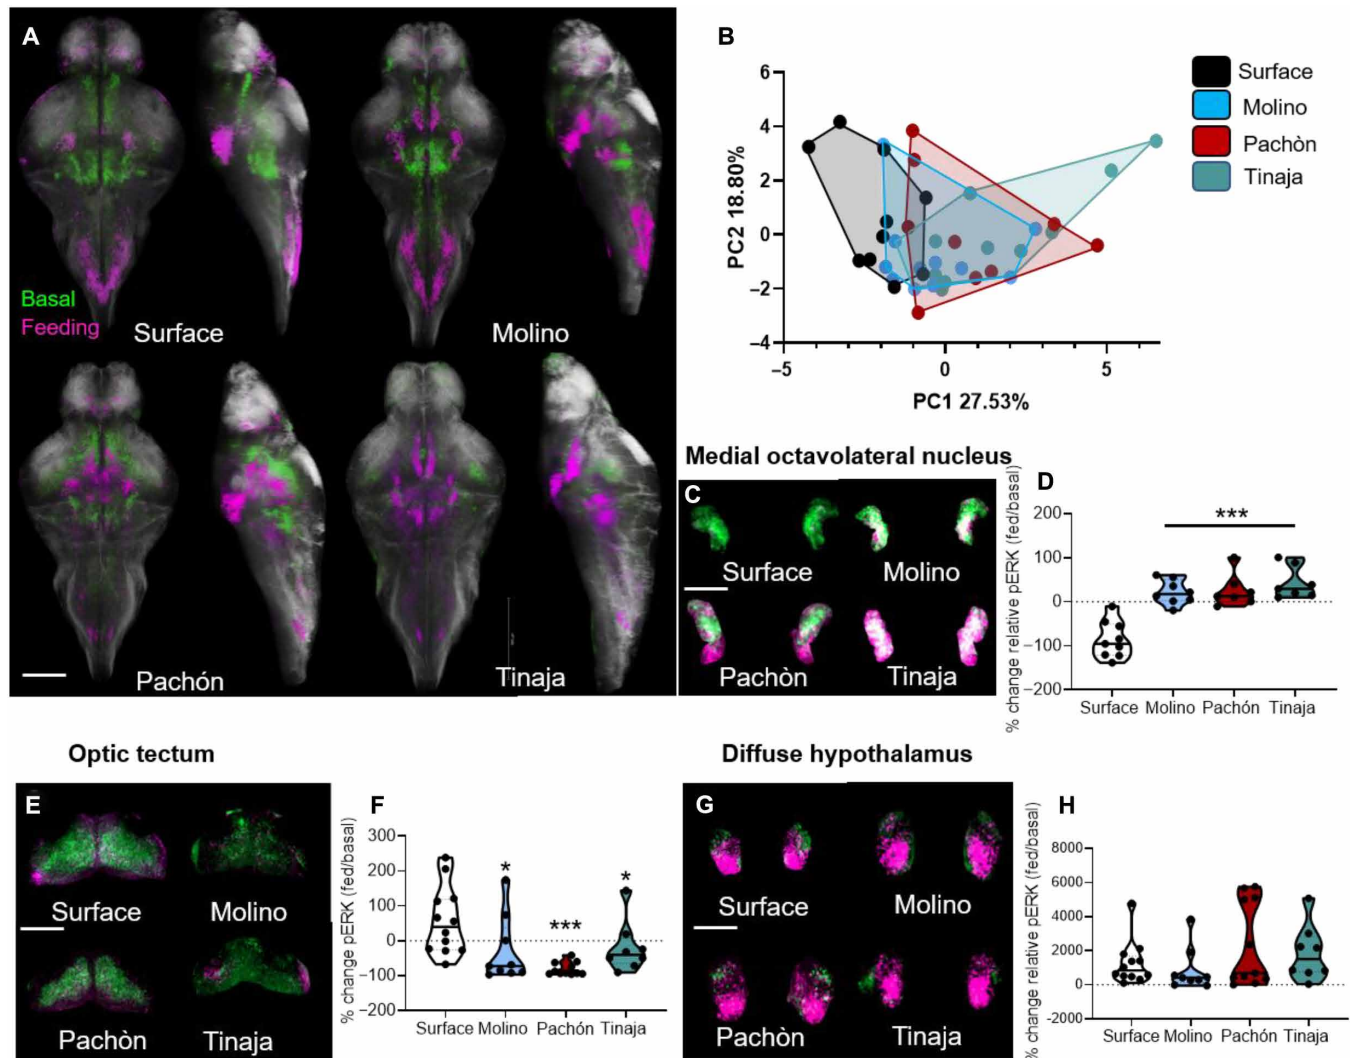 A
Basal
Feeding
Surface
Molino
Pachón
Tinaja
B
6
4
2
0
−2
−4
PC2 18.80%
−5
0
5
PC1 27.53%
Surface
Molino
Pachòn
Tinaja
Medial octavolateral nucleus
C
Surface
Molino
Pachòn
Tinaja
D
% change relative pERK (fed/basal)
200
100
0
−100
−200
***
Surface
Molino
Pachón
Tinaja
Optic tectum
E
Surface
Molino
Pachòn
Tinaja
F
% change pERK (fed/basal)
300
200
100
0
−100
−200
*
***
*
Surface
Molino
Pachón
Tinaja
Diffuse hypothalamus
G
Surface
Molino
Pachòn
Tinaja
H
% change relative pERK (fed/basal)
8000
6000
4000
2000
0
−2000
Surface
Molino
Pachón
Tinaja